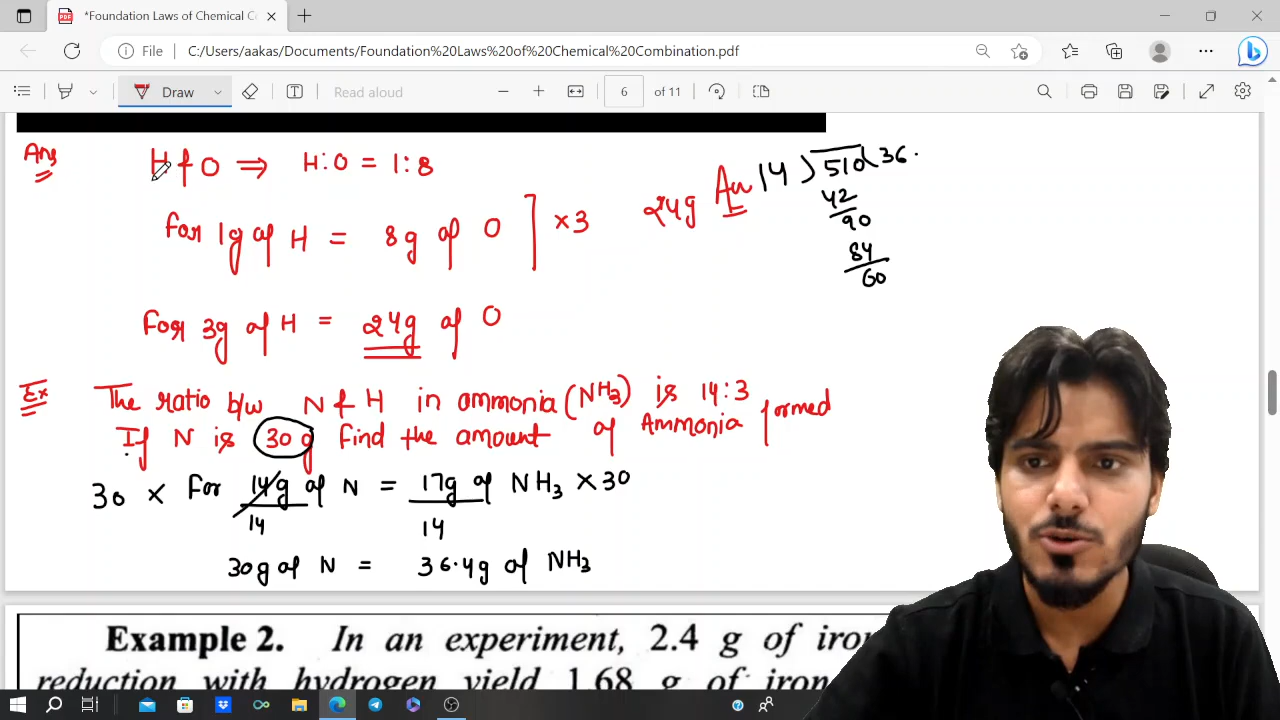 *Foundation Laws of Chemical C
File
C:/Users/aakas/Documents/Foundation%20Laws%20of%20Chemical%20Combination.pdf
Draw
Read aloud
6
of 11
Ans
H & O ⇒ H:O = 1:8
For 1g of H = 8g of O ] ×3
24g Au
14 ) 510 ( 36.
42
90
84
60
For 3g of H = 24g of O
Ex
The ratio b/w N & H in ammonia (NH3) is 14:3
If N is 30 g find the amount of Ammonia formed
30 × For 14g of N = 17g of NH3 × 30
14 14
30g of N = 36.4g of NH3
Example 2. In an experiment, 2.4 g of iron
reduction with hydrogen yield 1.68 g of iron